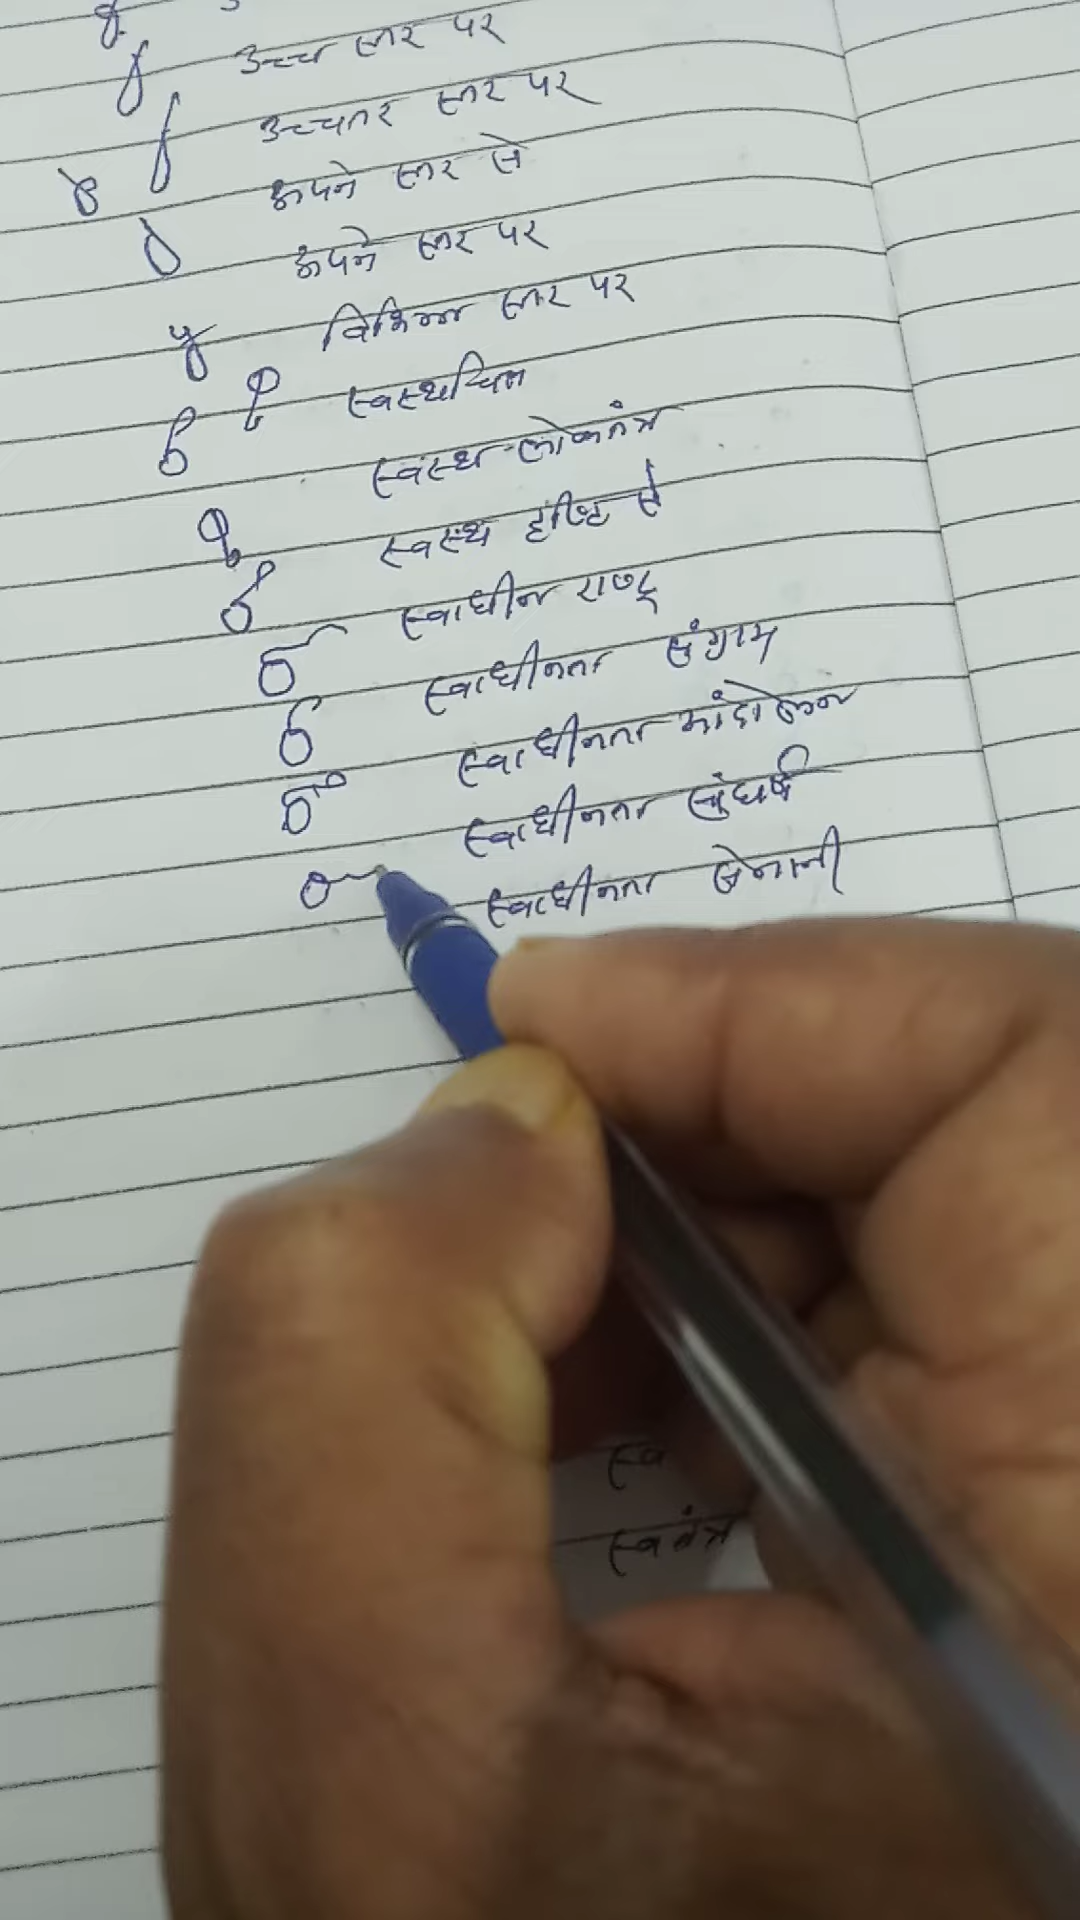 उच्च स्तर पर
उच्चतर स्तर पर
अपने स्तर से
अपने स्तर पर
विभिन्न स्तर पर
स्वस्थचित्त
स्वस्थ लोकतंत्र
स्वस्थ दृष्टि से
स्वाधीन राष्ट्र
स्वाधीनता संग्राम
स्वाधीनता आंदोलन
स्वाधीनता संघर्ष
स्वाधीनता सेनानी
स्व
स्वतंत्र